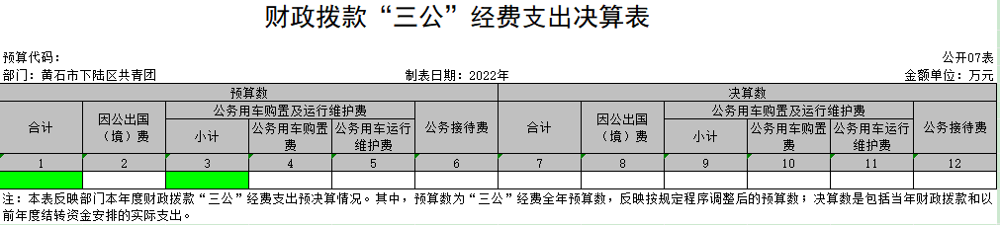 财政拨款“三公”经费支出决算表
预算代码： 公开07表
部门：黄石市下陆区共青团 制表日期：2022年 金额单位：万元
预算数 决算数
合计 因公出国（境）费 公务用车购置及运行维护费 公务接待费 合计 因公出国（境）费 公务用车购置及运行维护费 公务接待费
小计 公务用车购置费 公务用车运行维护费 小计 公务用车购置费 公务用车运行维护费
1 2 3 4 5 6 7 8 9 10 11 12
注：本表反映部门本年度财政拨款“三公”经费支出预决算情况。其中，预算数为“三公”经费全年预算数，反映按规定程序调整后的预算数；决算数是包括当年财政拨款和以
前年度结转资金安排的实际支出。